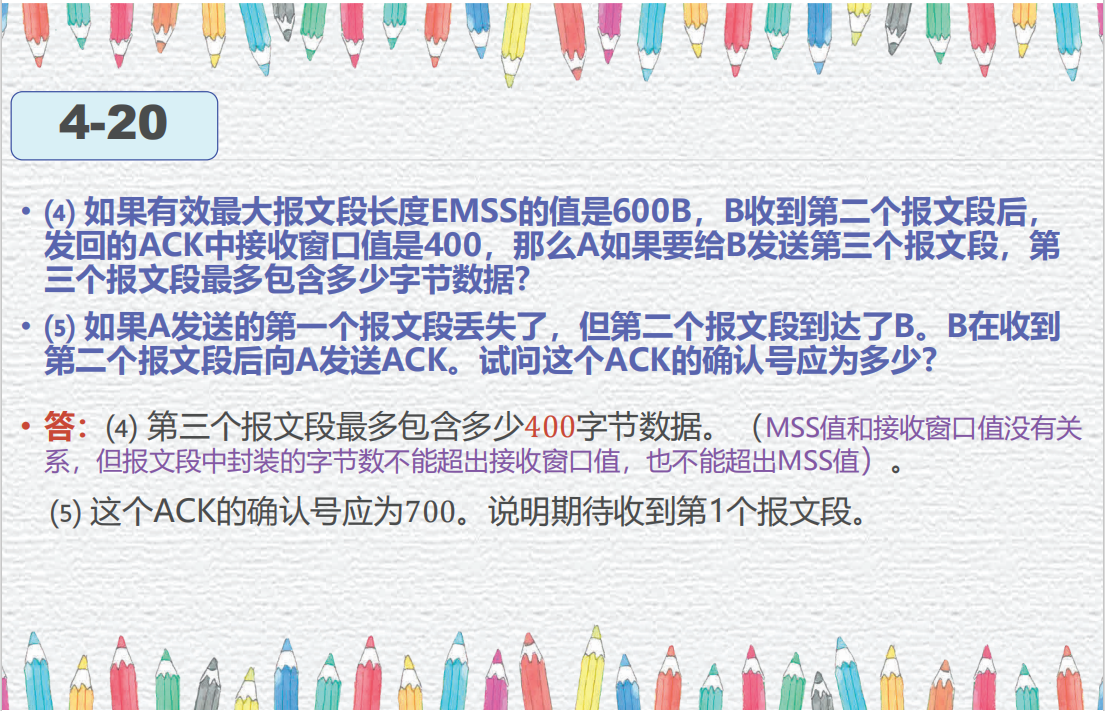 4-20
• (4) 如果有效最大报文段长度EMSS的值是600B，B收到第二个报文段后，
发回的ACK中接收窗口值是400，那么A如果要给B发送第三个报文段，第
三个报文段最多包含多少字节数据？
• (5) 如果A发送的第一个报文段丢失了，但第二个报文段到达了B。B在收到
第二个报文段后向A发送ACK。试问这个ACK的确认号应为多少？
• 答：(4) 第三个报文段最多包含多少400字节数据。（MSS值和接收窗口值没有关
系，但报文段中封装的字节数不能超出接收窗口值，也不能超出MSS值）。
(5) 这个ACK的确认号应为700。说明期待收到第1个报文段。